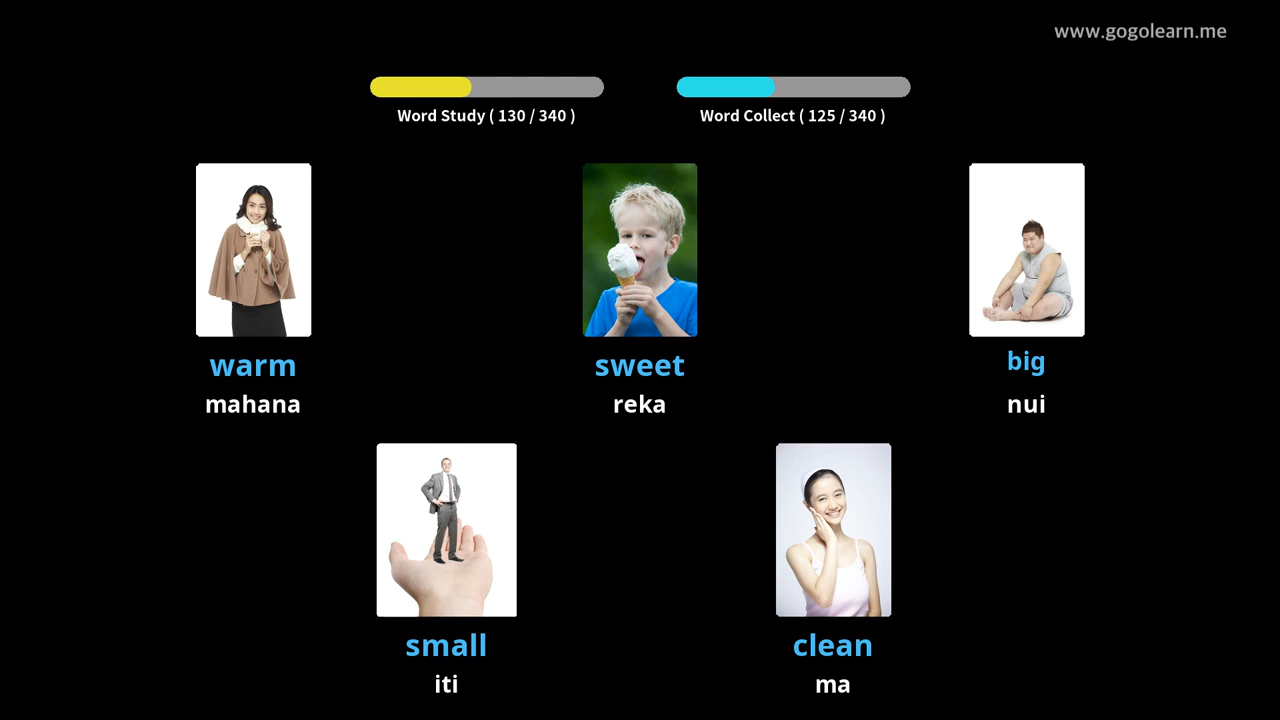 www.gogolearn.me
Word Study ( 130 / 340 )
Word Collect ( 125 / 340 )
warm
mahana
sweet
reka
big
nui
small
iti
clean
ma